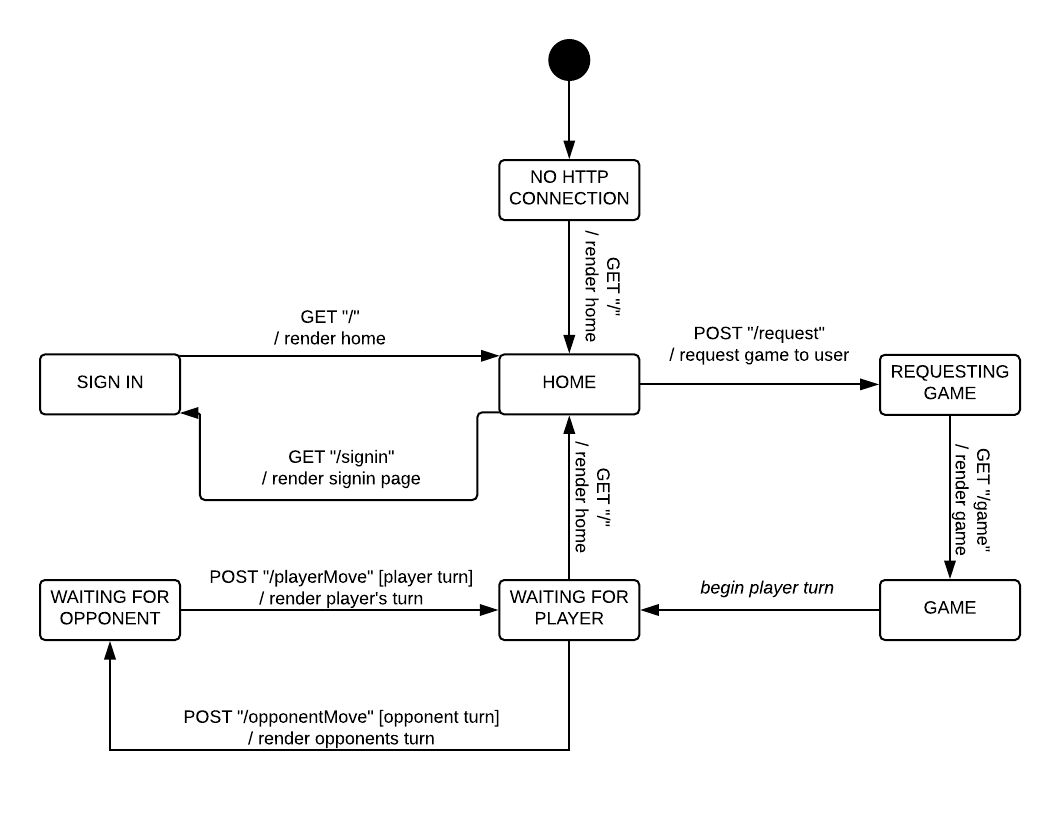 NO HTTP
CONNECTION
GET "/"
/ render home
GET "/"
/ render home
POST "/request"
/ request game to user
SIGN IN
HOME
REQUESTING
GAME
GET "/signin"
/ render signin page
GET "/"
/ render home
GET "/game"
/ render game
POST "/playerMove" [player turn]
/ render player's turn
begin player turn
WAITING FOR
OPPONENT
WAITING FOR
PLAYER
GAME
POST "/opponentMove" [opponent turn]
/ render opponents turn